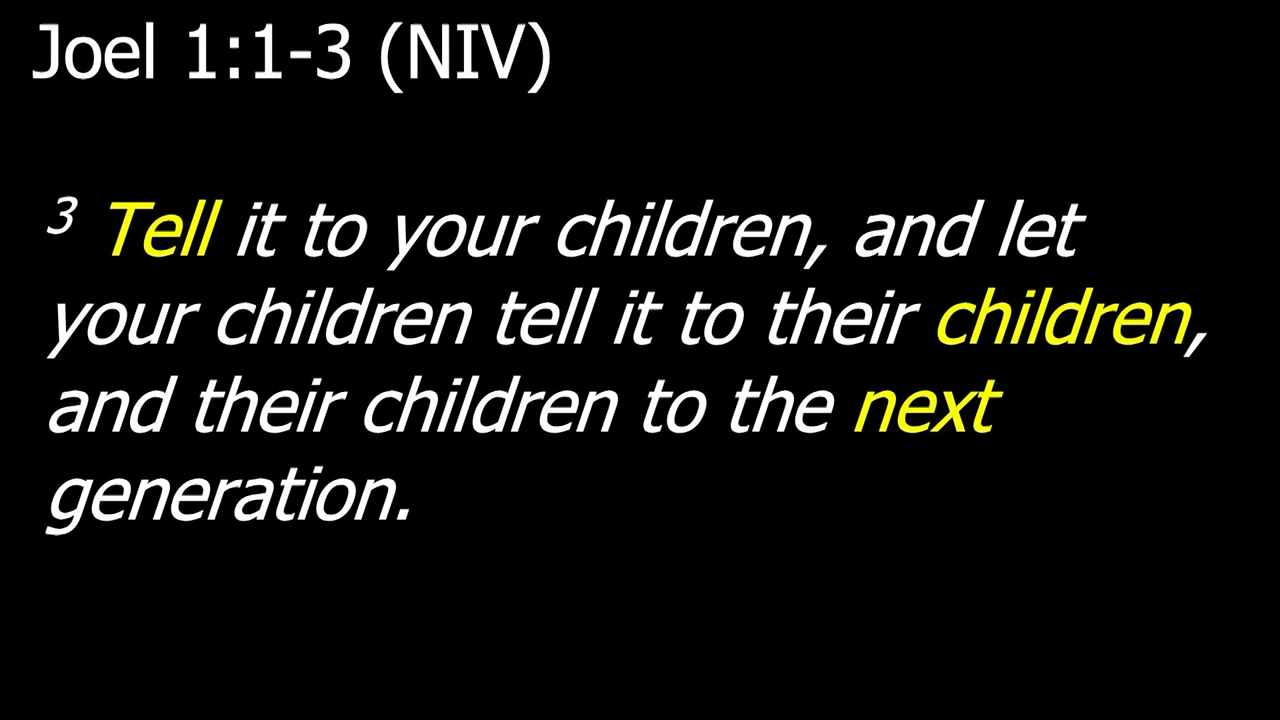 Joel 1:1-3 (NIV)
3 Tell it to your children, and let
your children tell it to their children,
and their children to the next
generation.